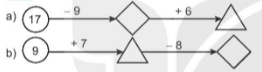 a) 17 - 9 + 6
b) 9 + 7 - 8